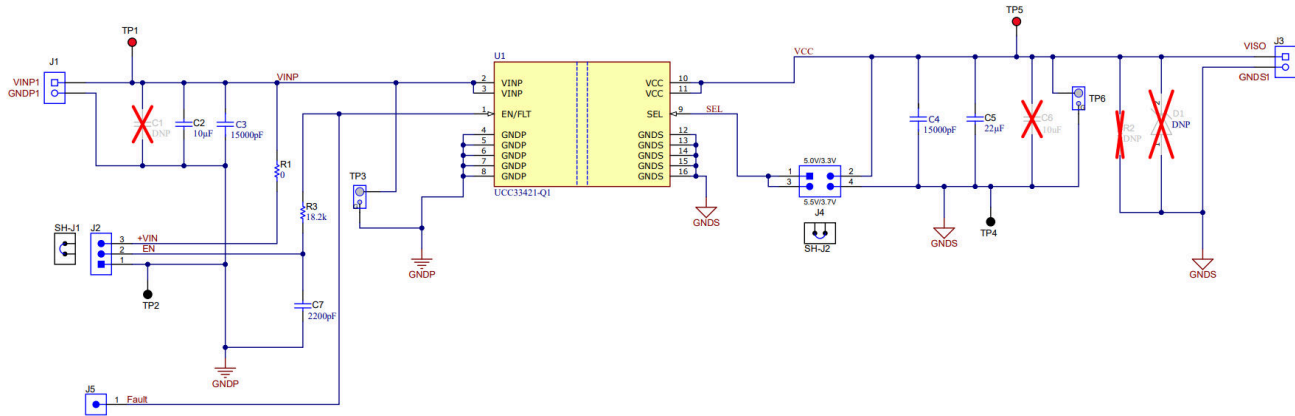 TP1
J1
VINP1
GNDP1
VINP
C1
DNP
C2
10µF
C3
15000pF
R1
0
R3
18.2k
SH-J1
J2
3
+VIN
2
EN
1
TP2
C7
2200pF
GNDP
J5
1
Fault
TP3
GNDP
U1
2
VINP
3
VINP
1
EN/FLT
4
GNDP
5
GNDP
6
GNDP
7
GNDP
8
GNDP
VCC
10
VCC
11
SEL
9
GNDS
12
GNDS
13
GNDS
14
GNDS
15
GNDS
16
UCC33421-Q1
VCC
SEL
GNDS
5.0V/3.3V
1
2
3
4
5.5V/3.7V
J4
SH-J2
C4
15000pF
C5
22µF
C6
10uF
TP5
TP6
TP4
GNDS
R2
DNP
D1
DNP
2
1
GNDS
VISO
J3
GNDS1